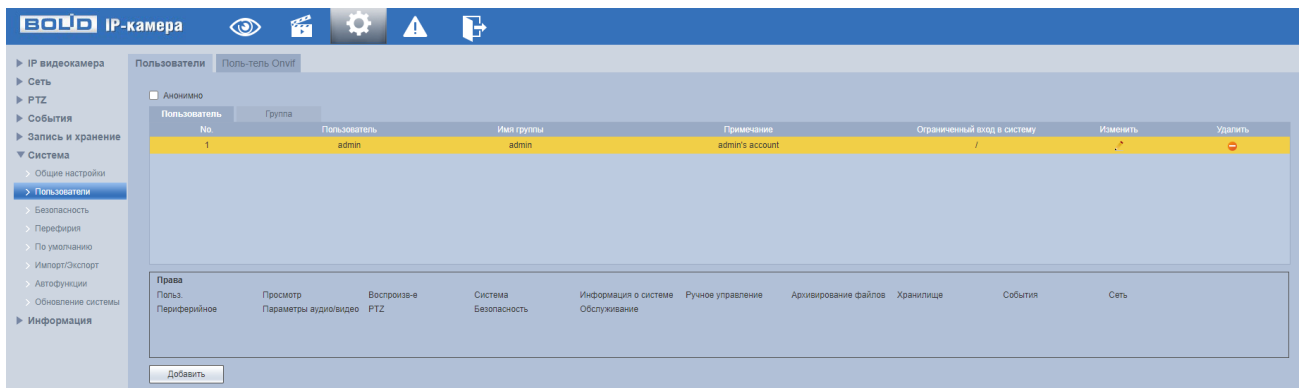 BOLID IP-камера
IP видеокамера
Сеть
PTZ
События
Запись и хранение
Система
Общие настройки
Пользователи
Безопасность
Перефирия
По умолчанию
Импорт/Экспорт
Автофункции
Обновление системы
Информация
Пользователи Поль-тель Onvif
Анонимно
Пользователь Группа
No. Пользователь Имя группы Примечание Ограниченный вход в систему Изменить Удалить
1 admin admin admin's account /
Права
Польз. Просмотр Воспроизв-е Система Информация о системе Ручное управление Архивирование файлов Хранилище События Сеть
Периферийное Параметры аудио/видео PTZ Безопасность Обслуживание
Добавить